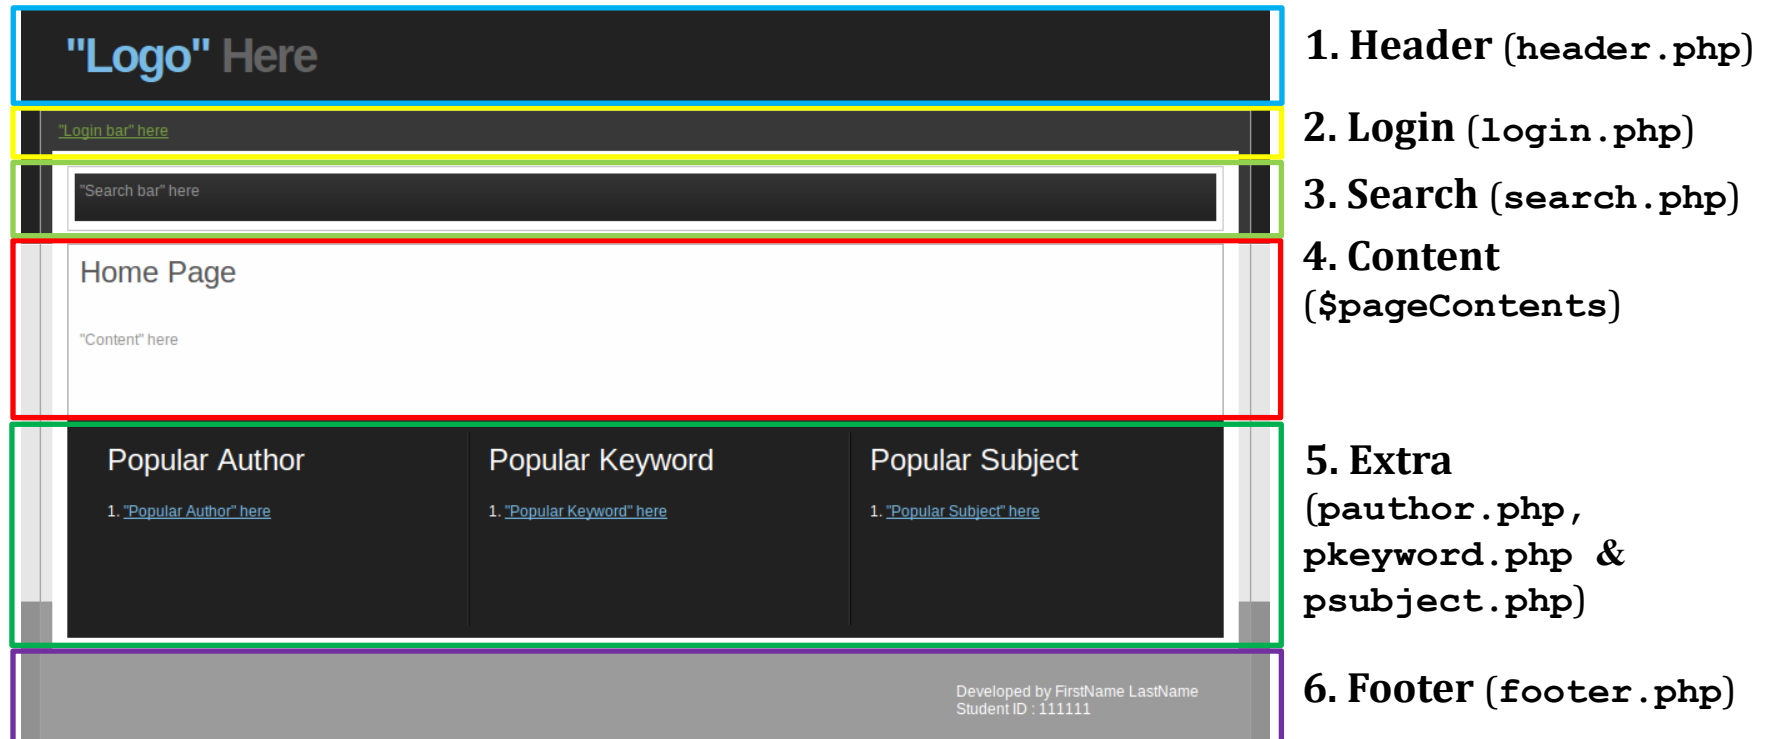 "Logo" Here
1. Header (header.php)
"Login bar" here
2. Login (login.php)
"Search bar" here
3. Search (search.php)
Home Page
"Content" here
4. Content
($pageContents)
Popular Author
1. "Popular Author" here
Popular Keyword
1. "Popular Keyword" here
Popular Subject
1. "Popular Subject" here
5. Extra
(pauthor.php,
pkeyword.php &
psubject.php)
Developed by FirstName LastName
Student ID : 111111
6. Footer (footer.php)